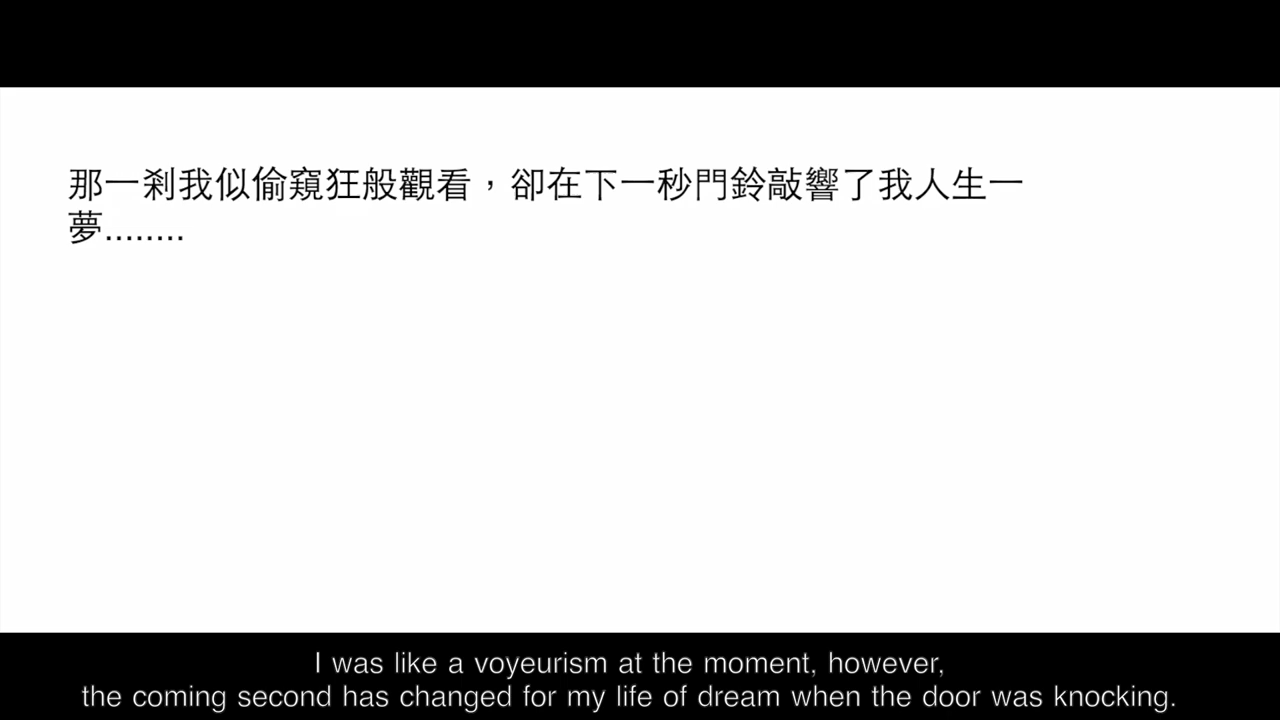 那一剎我似偷窺狂般觀看，卻在下一秒門鈴敲響了我人生一
夢........
I was like a voyeurism at the moment, however,
the coming second has changed for my life of dream when the door was knocking.